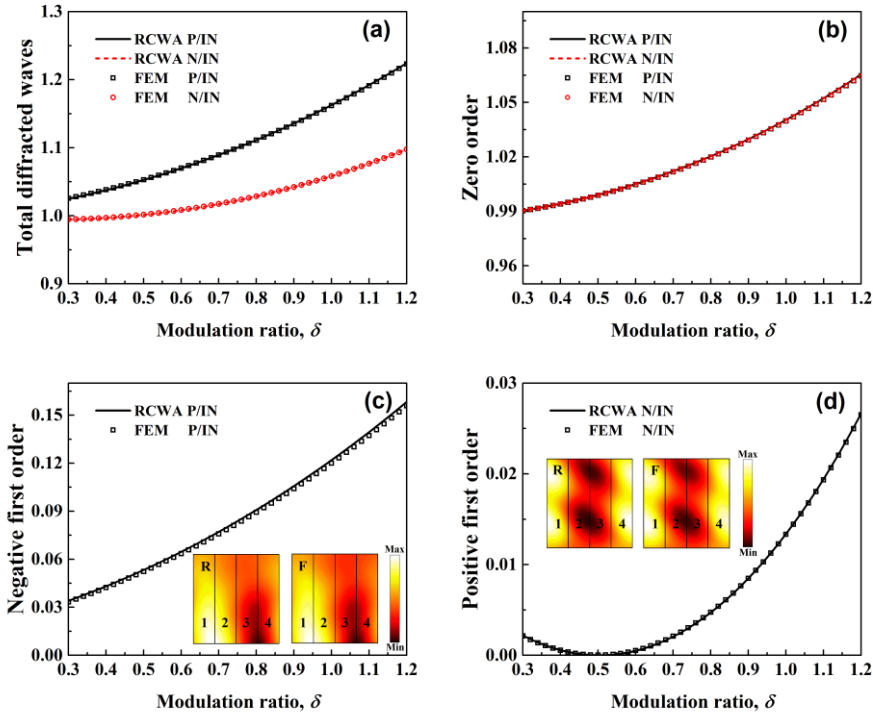 (a)
RCWA P/IN
RCWA N/IN
FEM P/IN
FEM N/IN
Total diffracted waves
1.3
1.2
1.1
1.0
0.9
0.3 0.4 0.5 0.6 0.7 0.8 0.9 1.0 1.1 1.2
Modulation ratio, δ
(b)
RCWA P/IN
RCWA N/IN
FEM P/IN
FEM N/IN
Zero order
1.08
1.05
1.02
0.99
0.96
0.3 0.4 0.5 0.6 0.7 0.8 0.9 1.0 1.1 1.2
Modulation ratio, δ
(c)
RCWA P/IN
FEM P/IN
Negative first order
0.15
0.12
0.09
0.06
0.03
0.00
R
1 2 3 4
F
1 2 3 4
Max
Min
0.3 0.4 0.5 0.6 0.7 0.8 0.9 1.0 1.1 1.2
Modulation ratio, δ
(d)
RCWA N/IN
FEM N/IN
Positive first order
0.03
0.02
0.01
0.00
R
1 2 3 4
F
1 2 3 4
Max
Min
0.3 0.4 0.5 0.6 0.7 0.8 0.9 1.0 1.1 1.2
Modulation ratio, δ